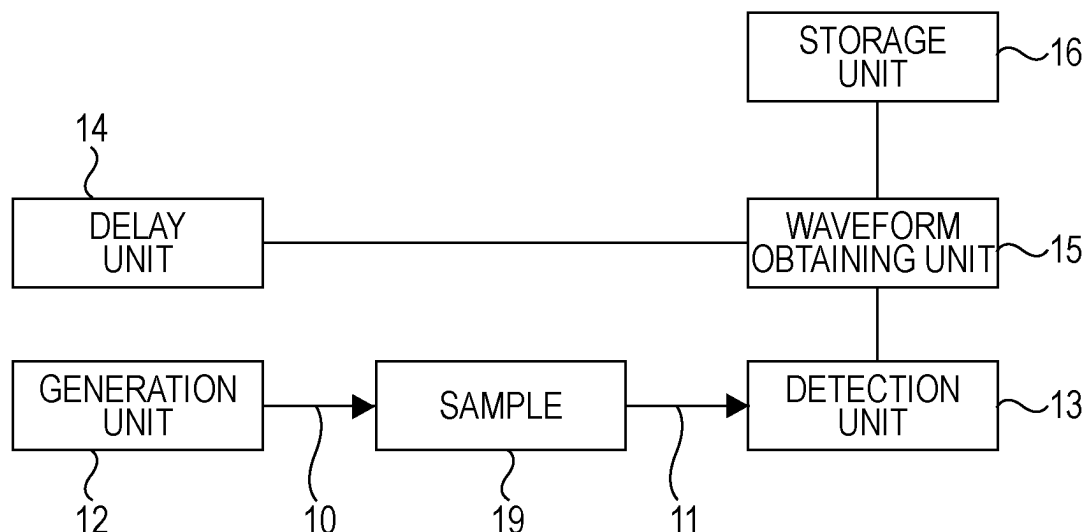 STORAGE
UNIT
16
14
DELAY
UNIT
WAVEFORM
OBTAINING UNIT
15
GENERATION
UNIT
SAMPLE
DETECTION
UNIT
13
12
10
19
11